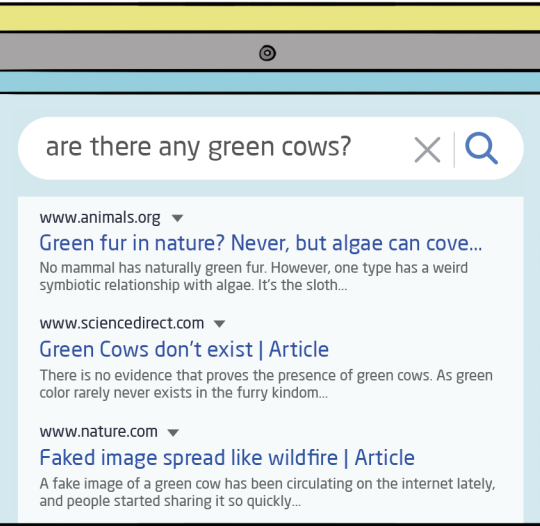 are there any green cows?
www.animals.org
Green fur in nature? Never, but algae can cove...
No mammal has naturally green fur. However, one type has a weird
symbiotic relationship with algae. It's the sloth...
www.sciencedirect.com
Green Cows don't exist | Article
There is no evidence that proves the presence of green cows. As green
color rarely never exists in the furry kindom...
www.nature.com
Faked image spread like wildfire | Article
A fake image of a green cow has been circulating on the internet lately,
and people started sharing it so quickly...